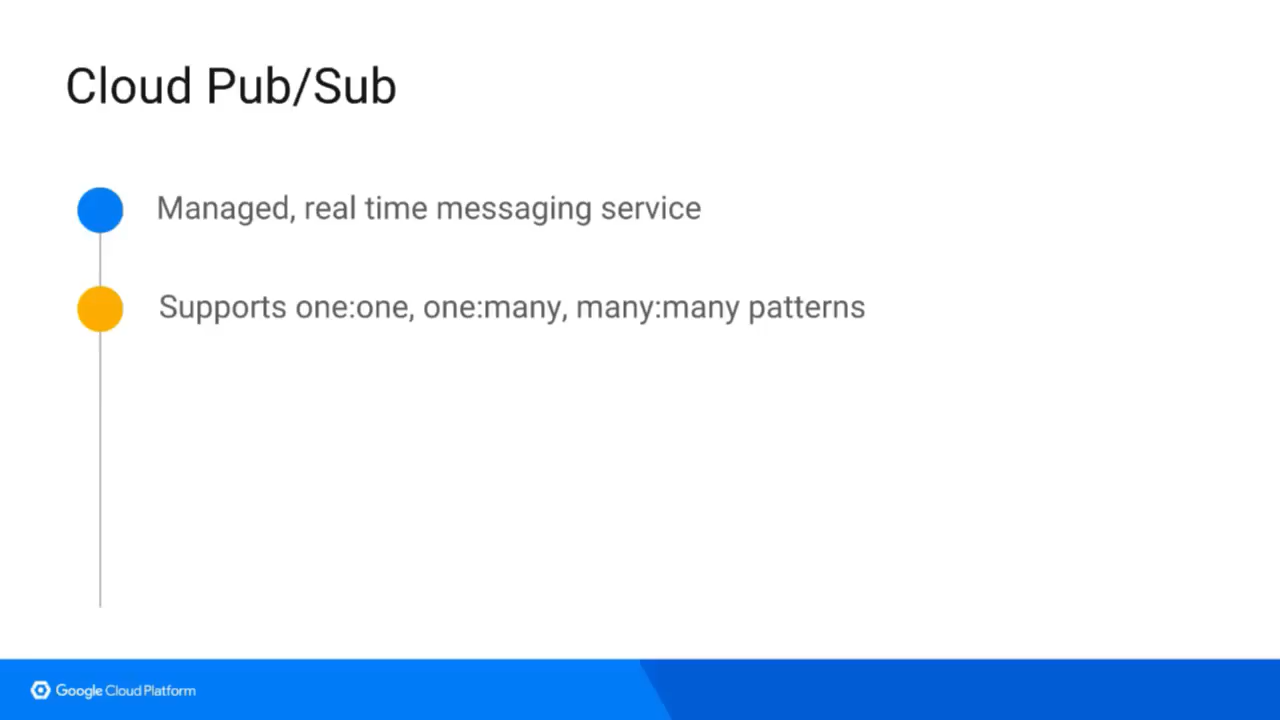 Cloud Pub/Sub
Managed, real time messaging service
Supports one:one, one:many, many:many patterns
Google Cloud Platform